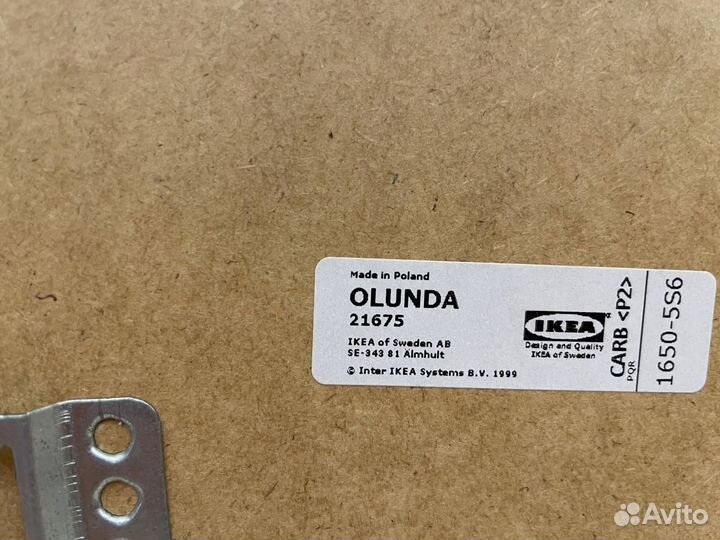 Made in Poland
OLUNDA
21675
IKEA of Sweden AB
SE-343 81 Älmhult
© Inter IKEA Systems B.V. 1999
IKEA
Design and Quality
IKEA of Sweden
CARB <P2>
PQR
1650-5S6
Avito